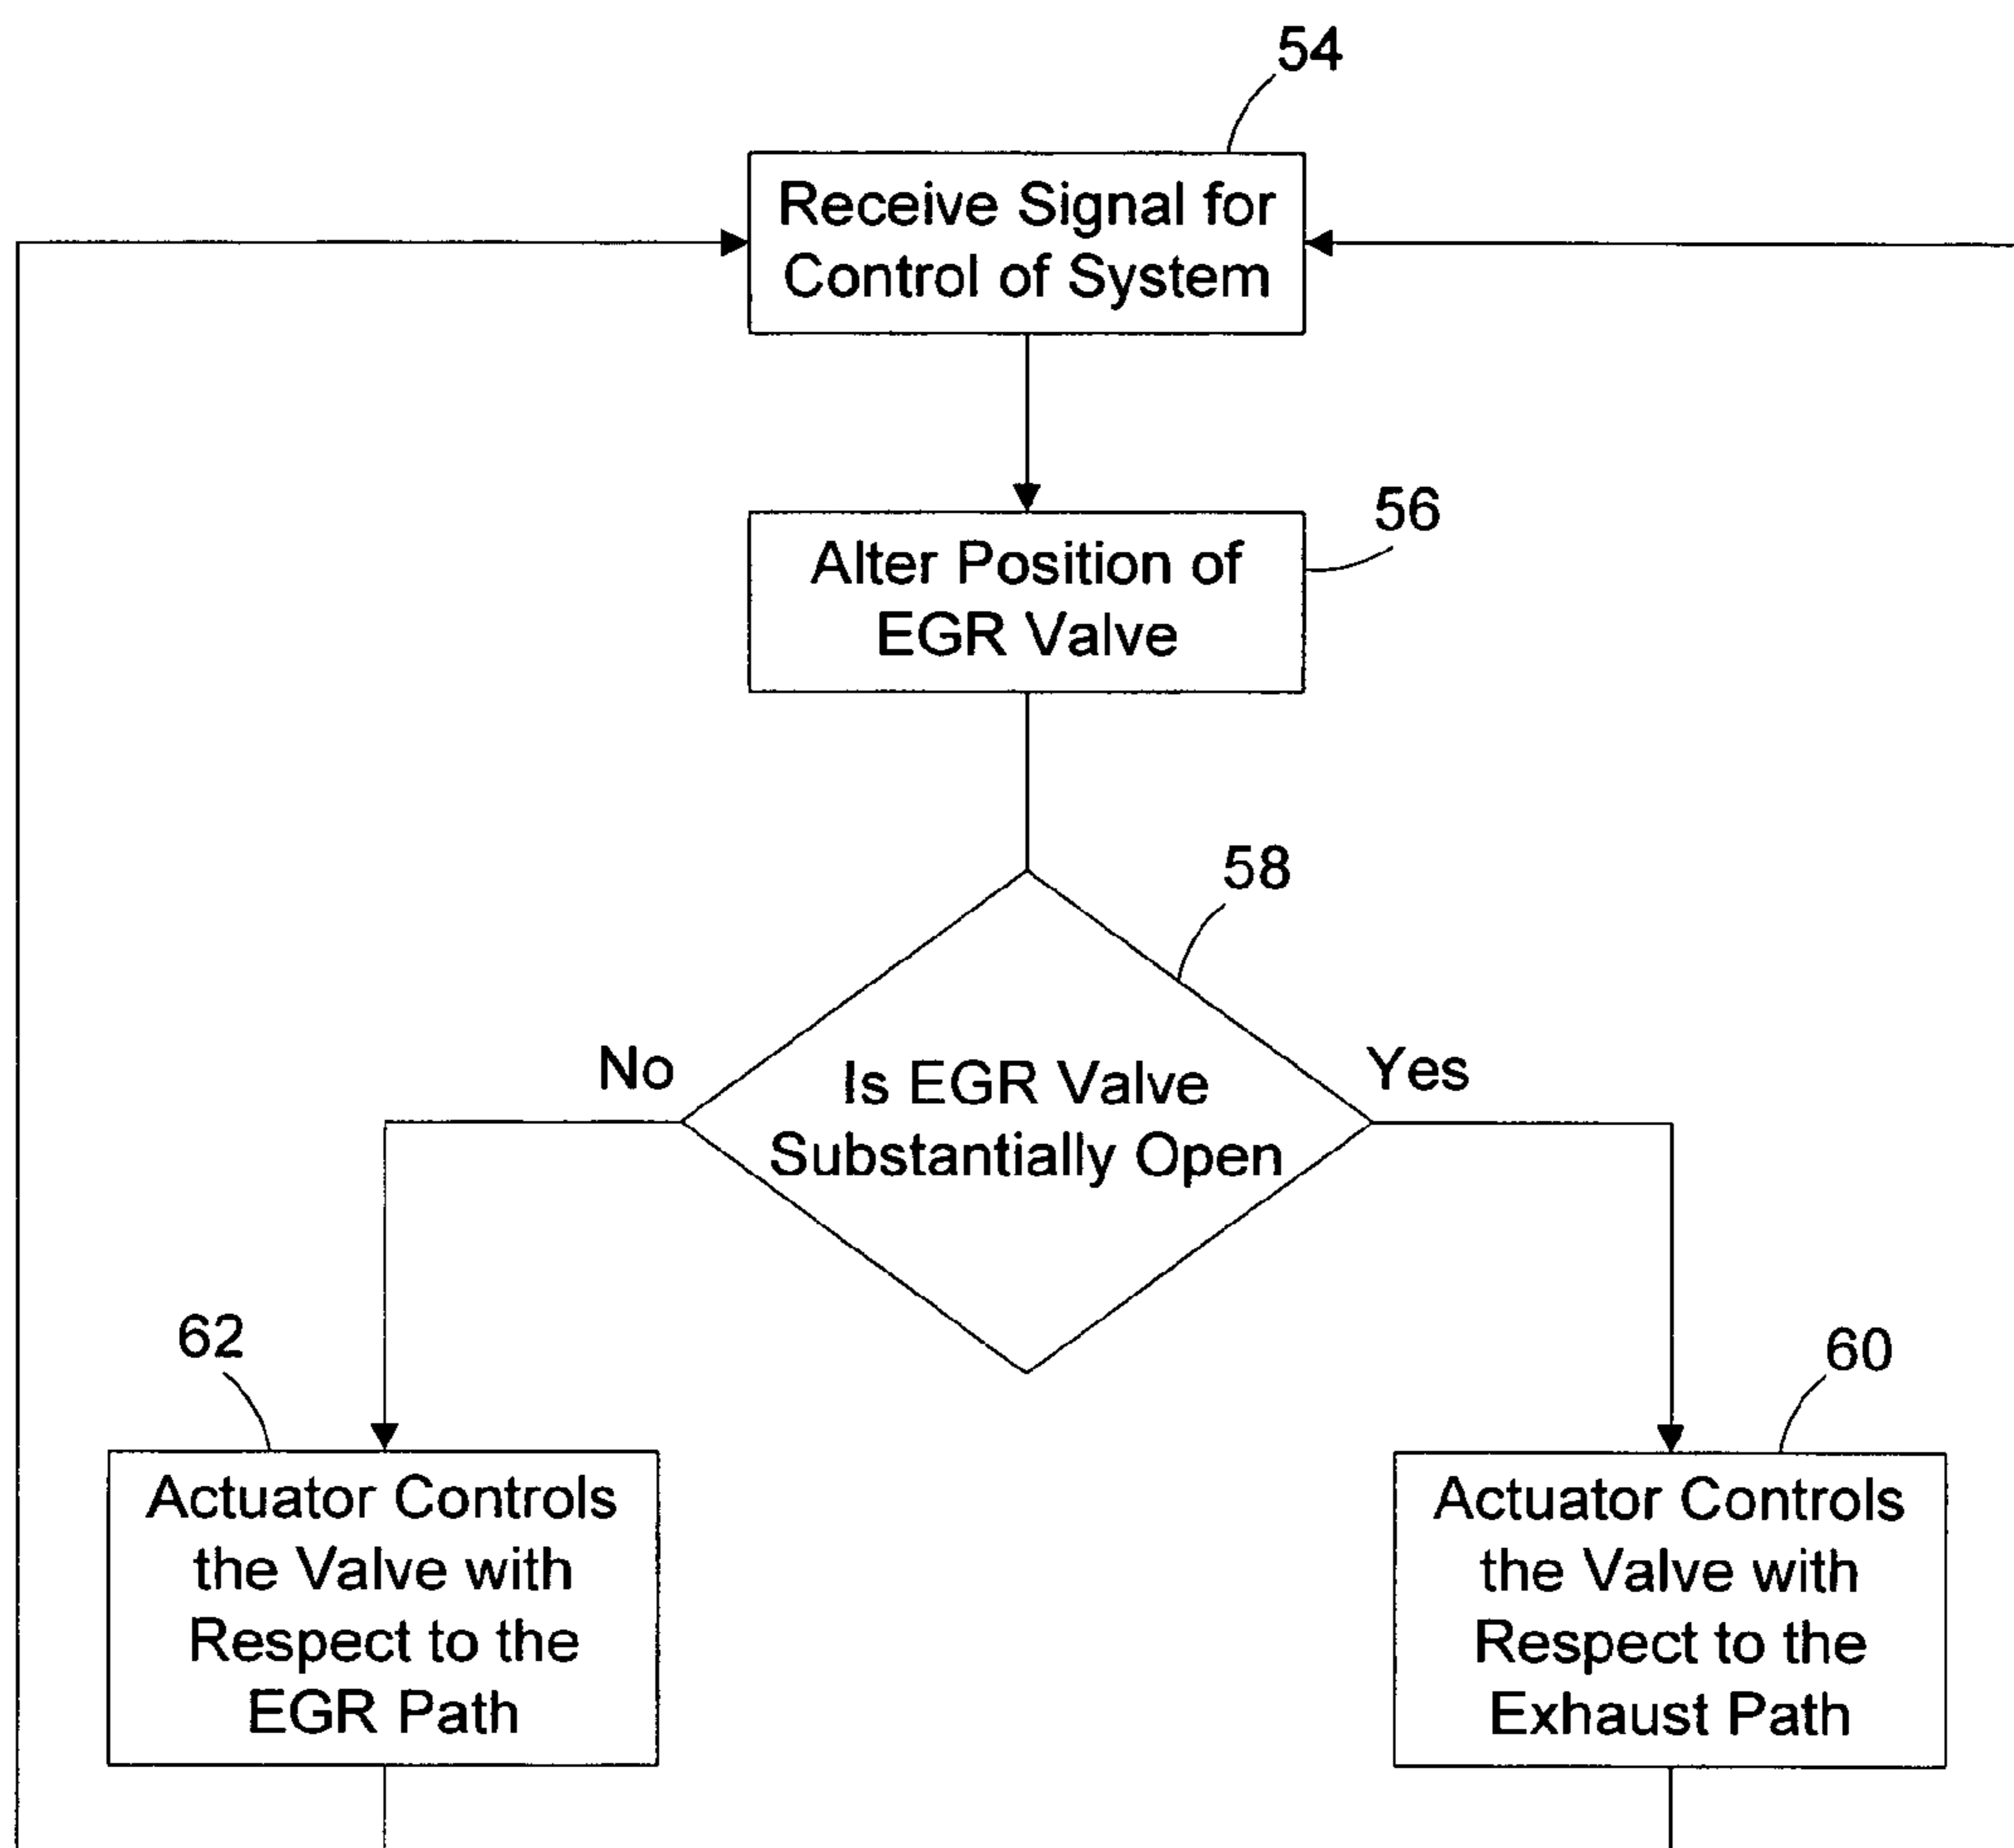 54
Receive Signal for
Control of System
56
Alter Position of
EGR Valve
58
No
Yes
Is EGR Valve
Substantially Open
62
60
Actuator Controls
the Valve with
Respect to the
EGR Path
Actuator Controls
the Valve with
Respect to the
Exhaust Path